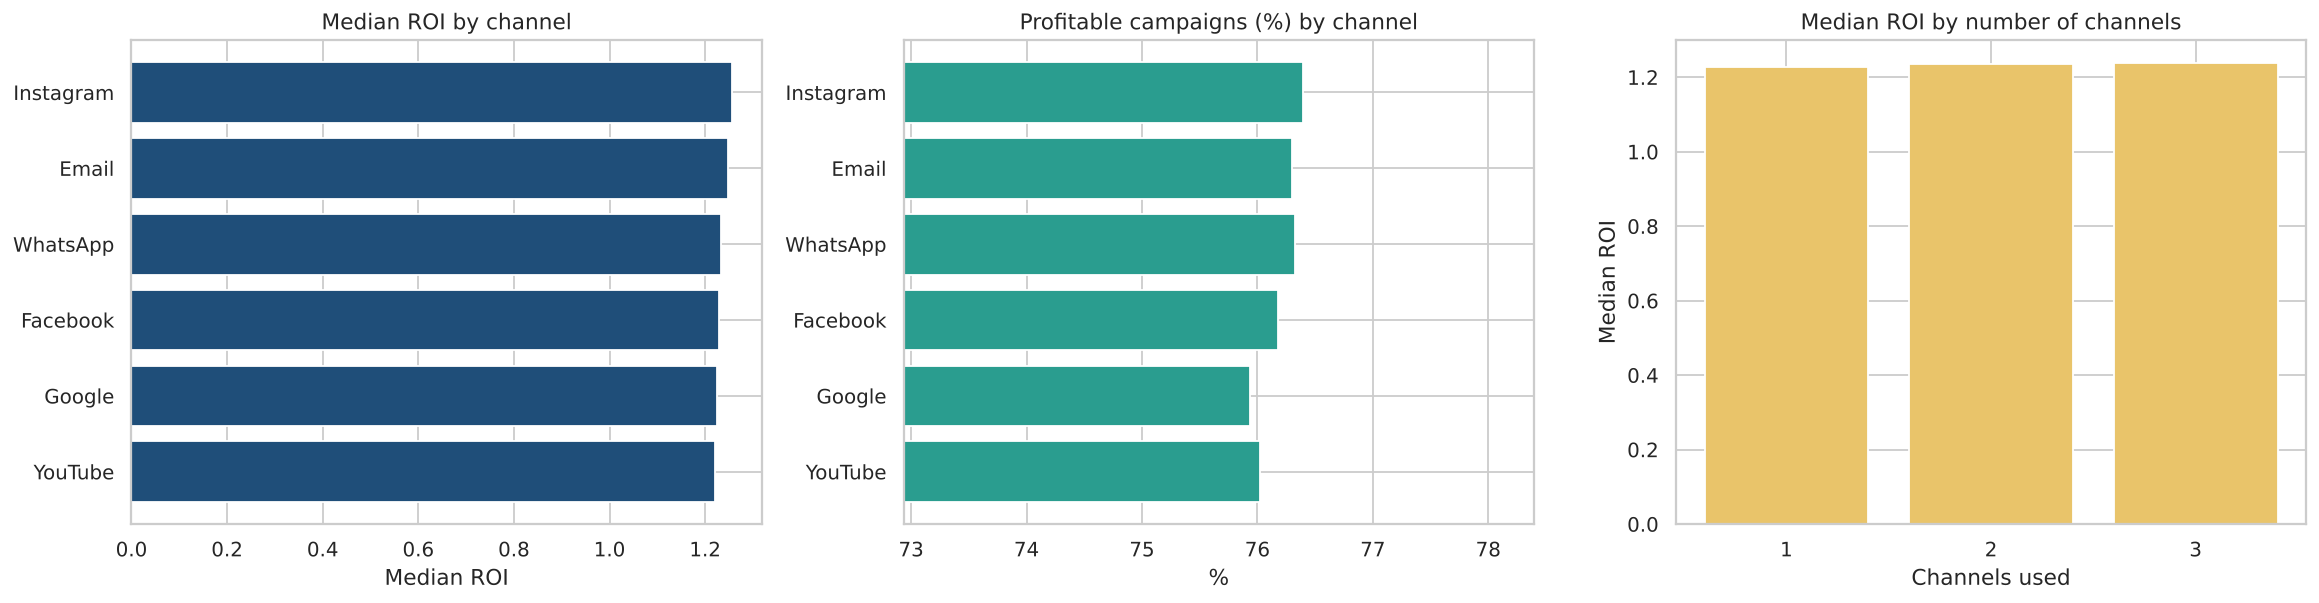 Median ROI by channel
Instagram
Email
WhatsApp
Facebook
Google
YouTube
0.0 0.2 0.4 0.6 0.8 1.0 1.2
Median ROI
Profitable campaigns (%) by channel
Instagram
Email
WhatsApp
Facebook
Google
YouTube
73 74 75 76 77 78
%
Median ROI by number of channels
Median ROI
1.2
1.0
0.8
0.6
0.4
0.2
0.0
1 2 3
Channels used